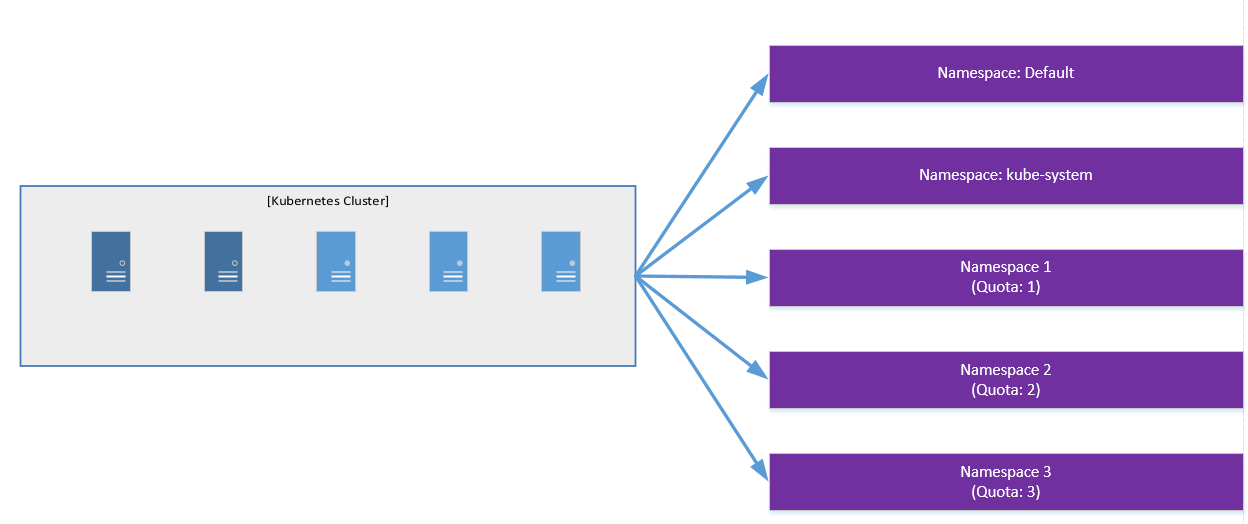 [Kubernetes Cluster]
Namespace: Default
Namespace: kube-system
Namespace 1
(Quota: 1)
Namespace 2
(Quota: 2)
Namespace 3
(Quota: 3)